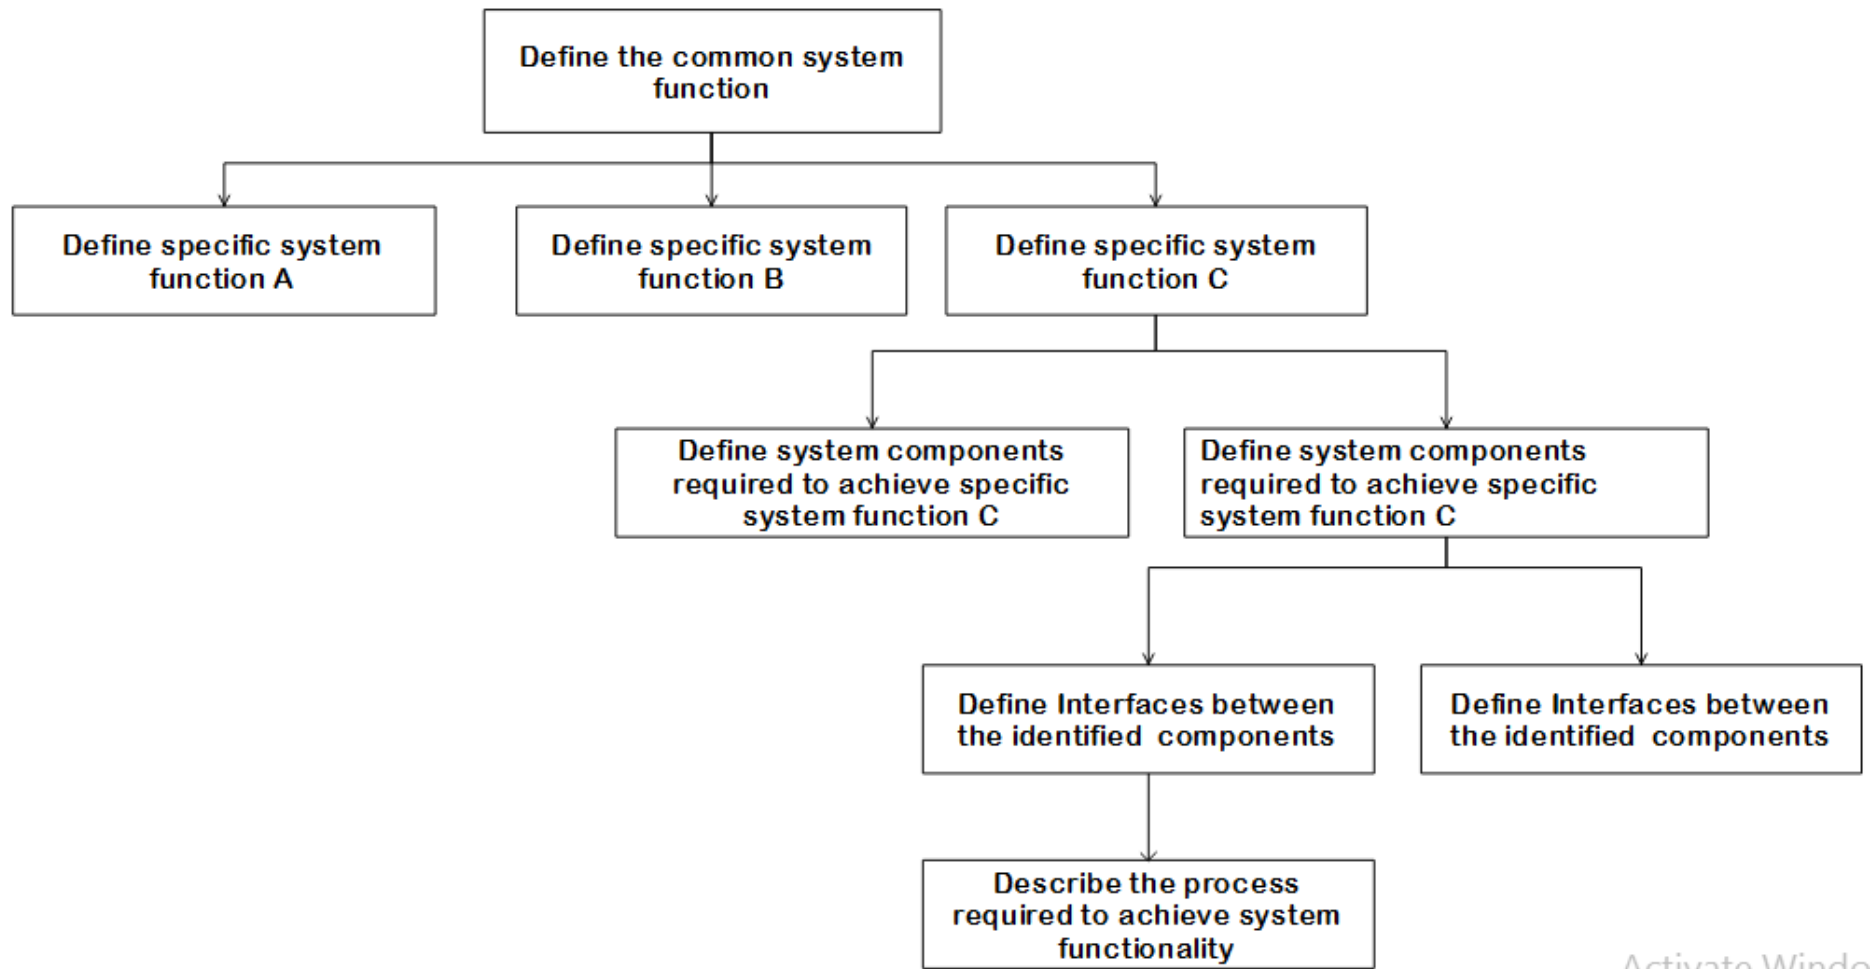 Define the common system
function
Define specific system
function A
Define specific system
function B
Define specific system
function C
Define system components
required to achieve specific
system function C
Define system components
required to achieve specific
system function C
Define Interfaces between
the identified components
Define Interfaces between
the identified components
Describe the process
required to achieve system
functionality
Activate Windo